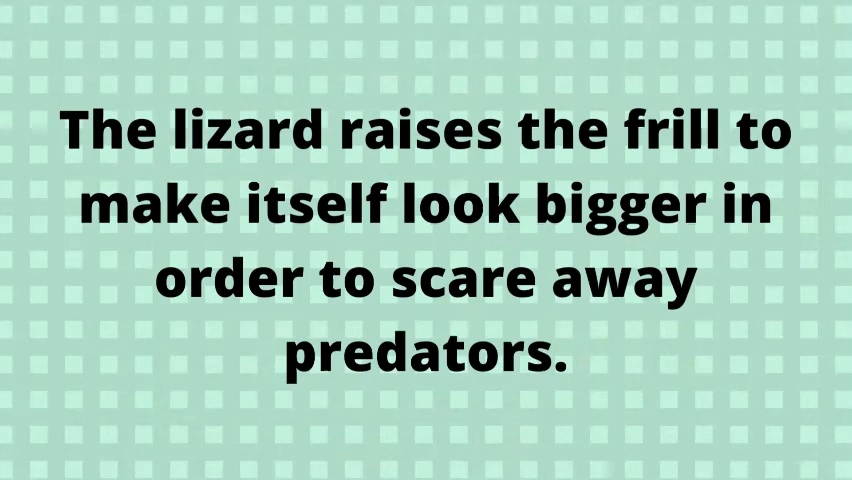 The lizard raises the frill to
make itself look bigger in
order to scare away
predators.